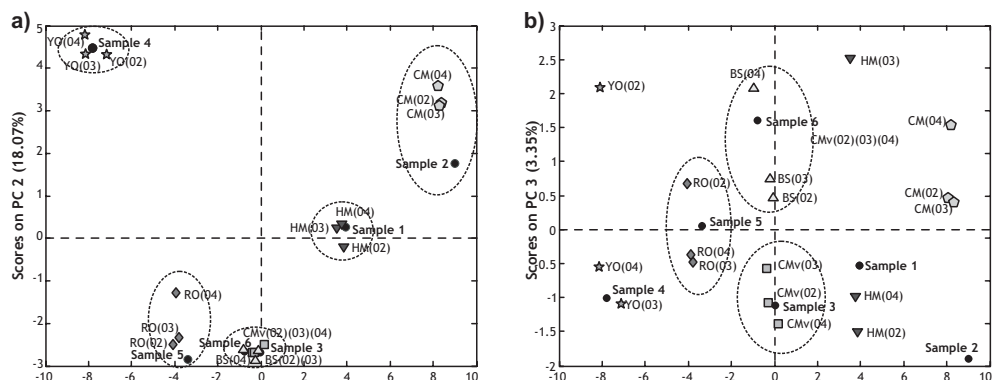 a)
Scores on PC 2 (18.07%)
5
4
3
2
1
0
-1
-2
-3
-10
-8
-6
-4
-2
0
2
4
6
8
10
YO(04)
Sample 4
YO(03)
YO(02)
CM(04)
CM(02)
CM(03)
Sample 2
HM(04)
HM(03)
Sample 1
HM(02)
RO(04)
RO(03)
RO(02)
Sample 5
CMv(02)(03)(04)
Sample 6
Sample 3
BS(04)
BS(02)(03)
b)
Scores on PC 3 (3.35%)
3
2.5
2
1.5
1
0.5
0
-0.5
-1
-1.5
-2
-10
-8
-6
-4
-2
0
2
4
6
8
10
HM(03)
BS(04)
YO(02)
Sample 6
CM(04)
CMv(02)(03)(04)
RO(02)
BS(03)
BS(02)
CM(02)
CM(03)
Sample 5
RO(04)
RO(03)
YO(04)
CMv(03)
Sample 1
Sample 4
YO(03)
CMv(02)
Sample 3
HM(04)
CMv(04)
HM(02)
Sample 2